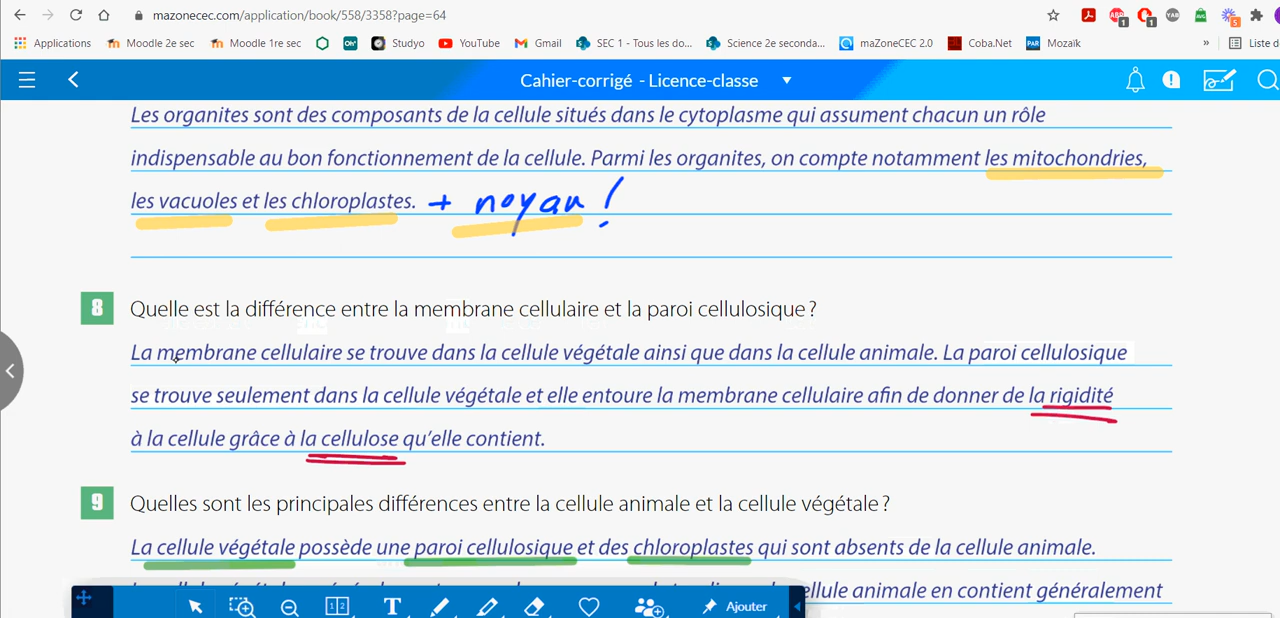 mazonecec.com/application/book/558/3358?page=64
Applications Moodle 2e sec Moodle 1re sec Oh! Studyo YouTube Gmail SEC 1 - Tous les do... Science 2e seconda... maZoneCEC 2.0 Coba.Net PAR Mozaïk » Liste d
Cahier-corrigé - Licence-classe
Les organites sont des composants de la cellule situés dans le cytoplasme qui assument chacun un rôle
indispensable au bon fonctionnement de la cellule. Parmi les organites, on compte notamment les mitochondries,
les vacuoles et les chloroplastes. + noyau !
8 Quelle est la différence entre la membrane cellulaire et la paroi cellulosique ?
La membrane cellulaire se trouve dans la cellule végétale ainsi que dans la cellule animale. La paroi cellulosique
se trouve seulement dans la cellule végétale et elle entoure la membrane cellulaire afin de donner de la rigidité
à la cellule grâce à la cellulose qu'elle contient.
9 Quelles sont les principales différences entre la cellule animale et la cellule végétale ?
La cellule végétale possède une paroi cellulosique et des chloroplastes qui sont absents de la cellule animale.
ellule animale en contient généralement
1 2 T Ajouter